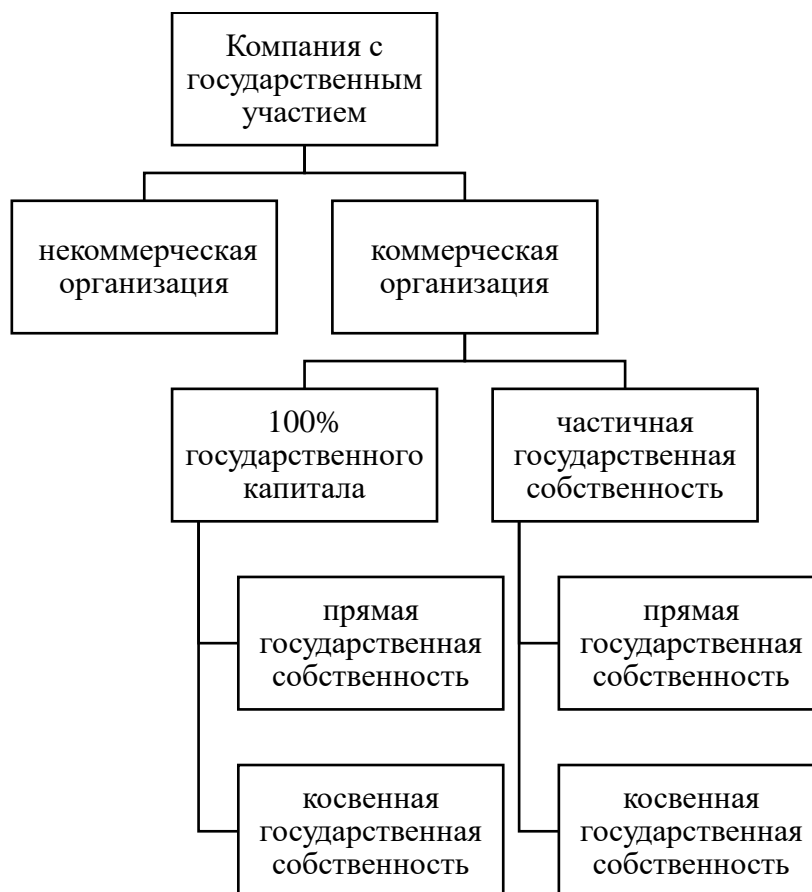 Компания с
государственным
участием
некоммерческая
организация
коммерческая
организация
100%
государственного
капитала
частичная
государственная
собственность
прямая
государственная
собственность
прямая
государственная
собственность
косвенная
государственная
собственность
косвенная
государственная
собственность